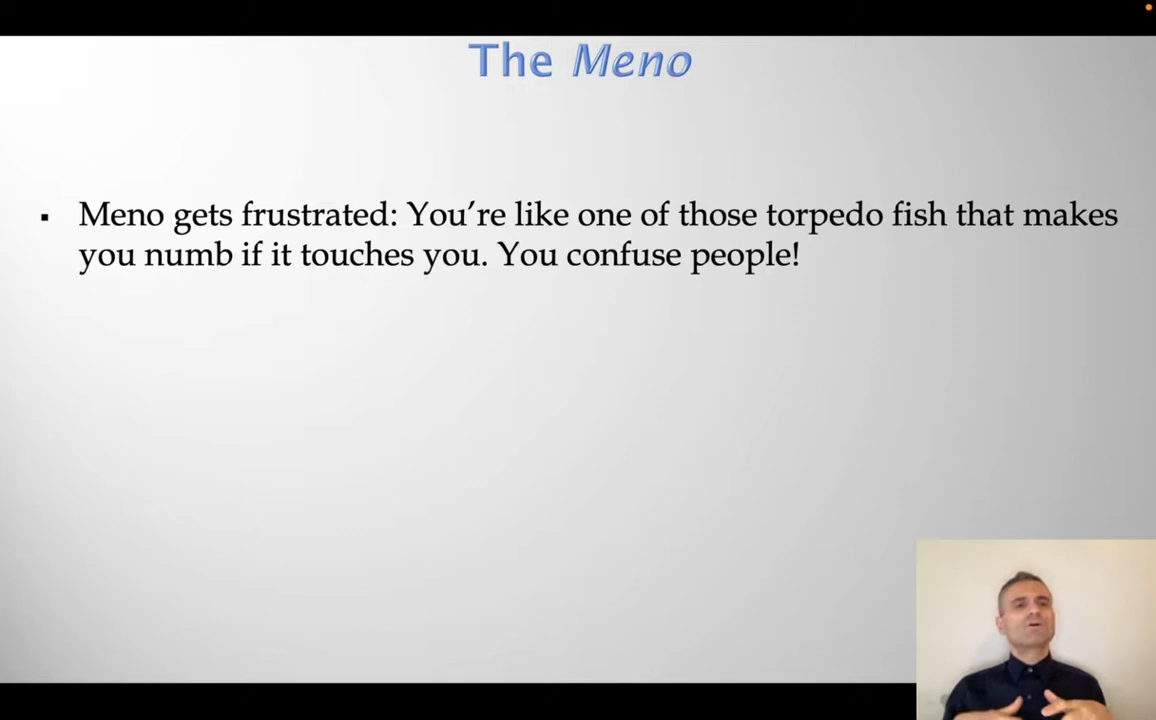 The Meno
▪ Meno gets frustrated: You’re like one of those torpedo fish that makes
you numb if it touches you. You confuse people!